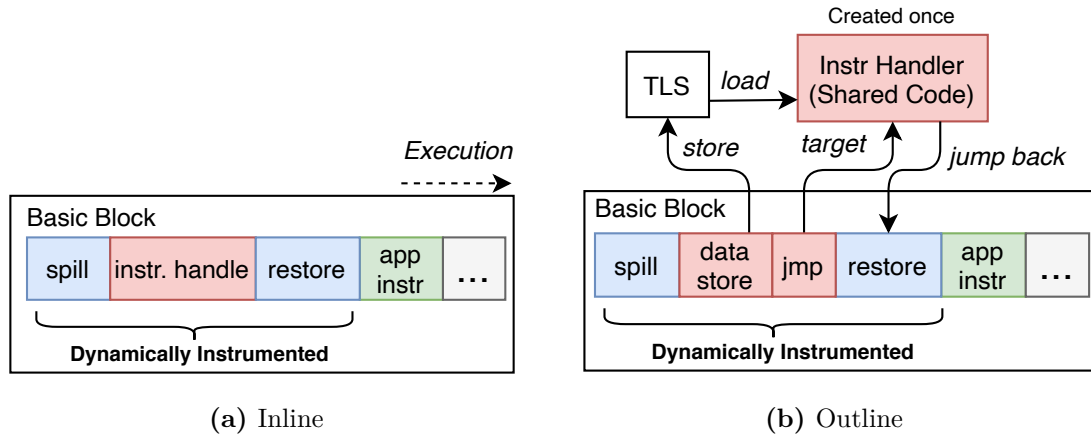 Execution
Basic Block
spill
instr. handle
restore
app
instr
...
Dynamically Instrumented
(a) Inline
Created once
TLS
load
Instr Handler
(Shared Code)
store
target
jump back
Basic Block
spill
data
store
jmp
restore
app
instr
...
Dynamically Instrumented
(b) Outline